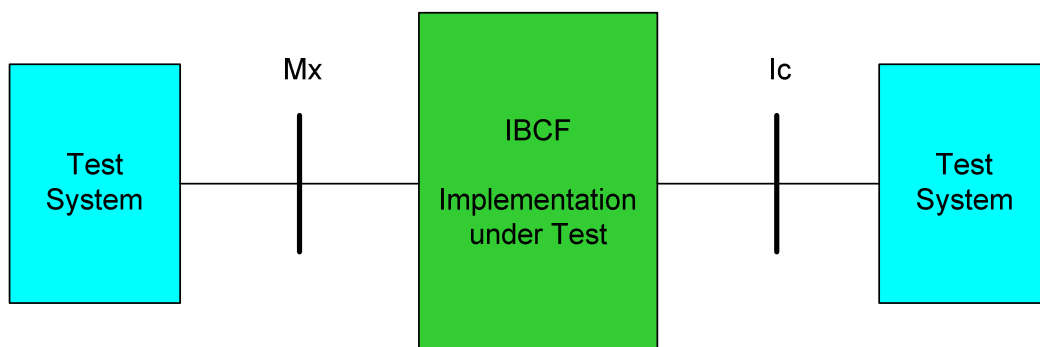 Test
System
Mx
IBCF
Implementation
under Test
Ic
Test
System